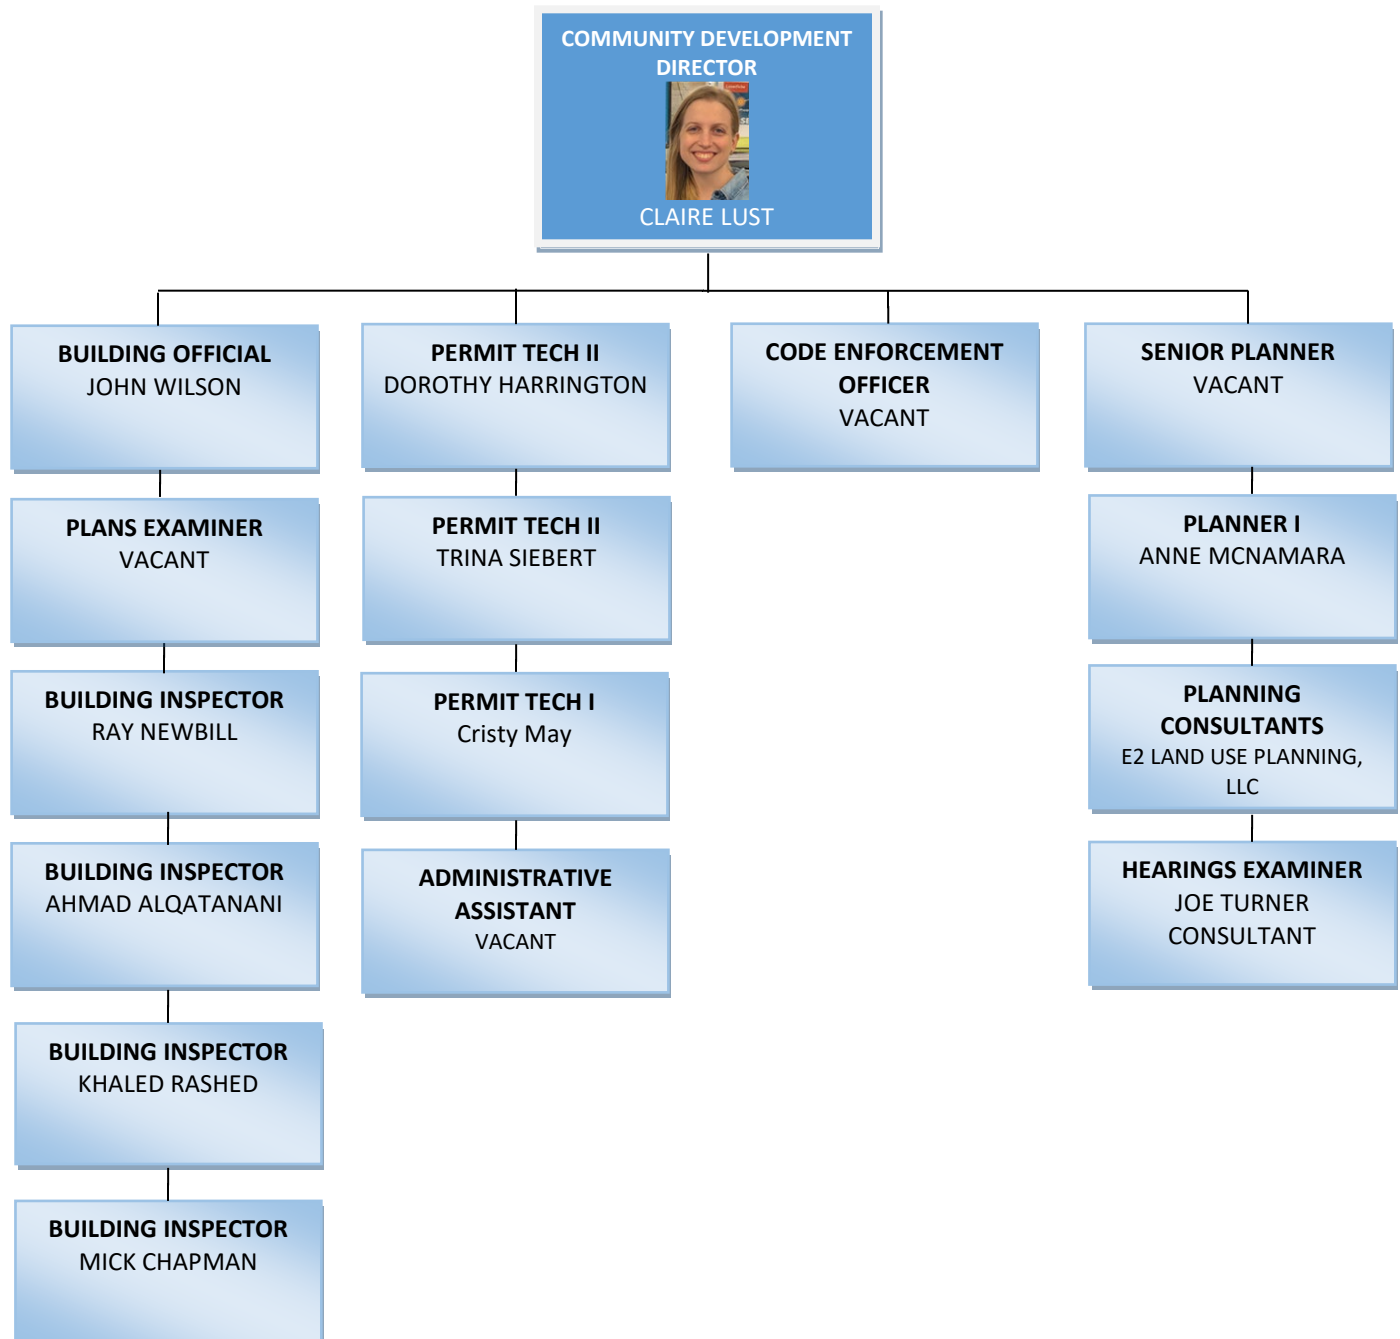 COMMUNITY DEVELOPMENT
DIRECTOR
CLAIRE LUST
BUILDING OFFICIAL
JOHN WILSON
PLANS EXAMINER
VACANT
BUILDING INSPECTOR
RAY NEWBILL
BUILDING INSPECTOR
AHMAD ALQATANANI
BUILDING INSPECTOR
KHALED RASHED
BUILDING INSPECTOR
MICK CHAPMAN
PERMIT TECH II
DOROTHY HARRINGTON
PERMIT TECH II
TRINA SIEBERT
PERMIT TECH I
Cristy May
ADMINISTRATIVE
ASSISTANT
VACANT
CODE ENFORCEMENT
OFFICER
VACANT
SENIOR PLANNER
VACANT
PLANNER I
ANNE MCNAMARA
PLANNING
CONSULTANTS
E2 LAND USE PLANNING,
LLC
HEARINGS EXAMINER
JOE TURNER
CONSULTANT